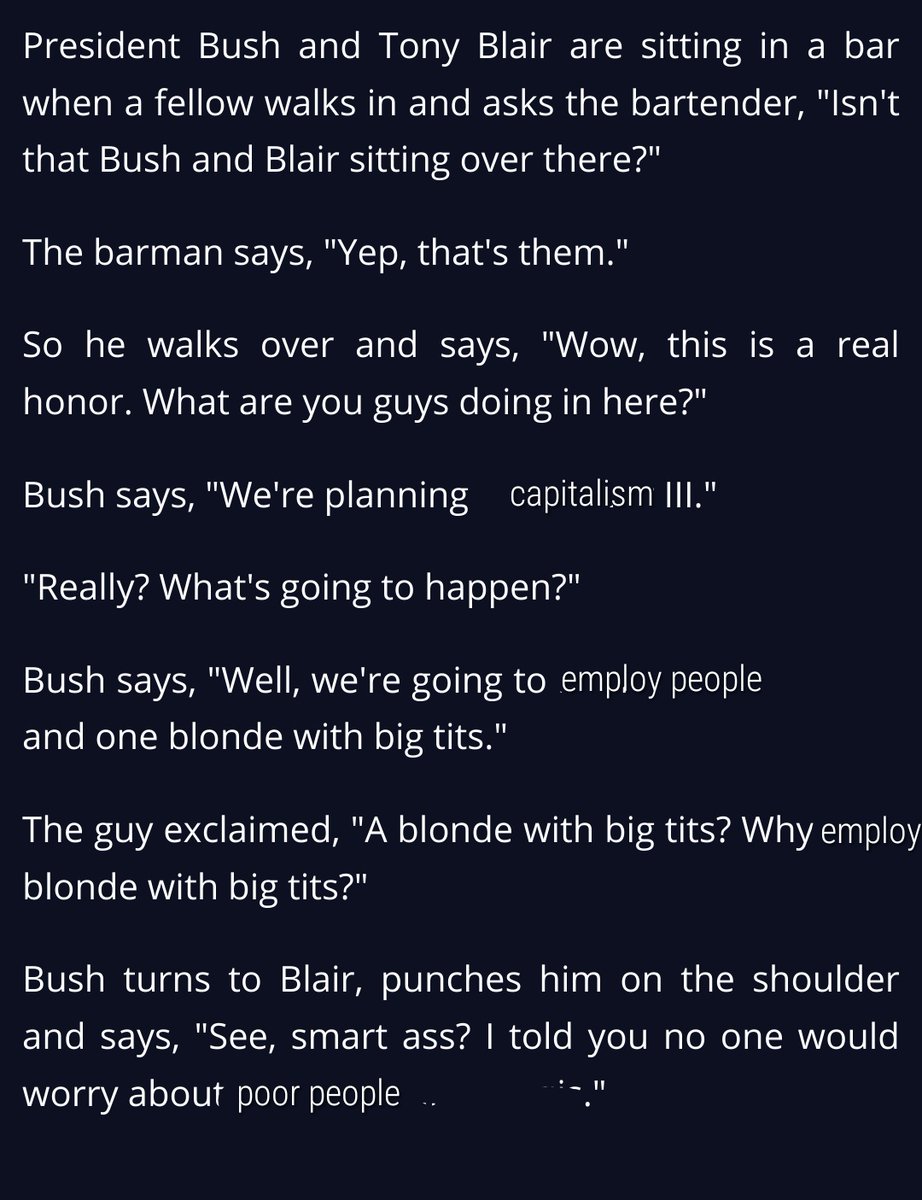 President Bush and Tony Blair are sitting in a bar
when a fellow walks in and asks the bartender, "Isn't
that Bush and Blair sitting over there?"
The barman says, "Yep, that's them."
So he walks over and says, "Wow, this is a real
honor. What are you guys doing in here?"
Bush says, "We're planning capitalism III."
"Really? What's going to happen?"
Bush says, "Well, we're going to employ people
and one blonde with big tits."
The guy exclaimed, "A blonde with big tits? Why employ
blonde with big tits?"
Bush turns to Blair, punches him on the shoulder
and says, "See, smart ass? I told you no one would
worry about poor people ."